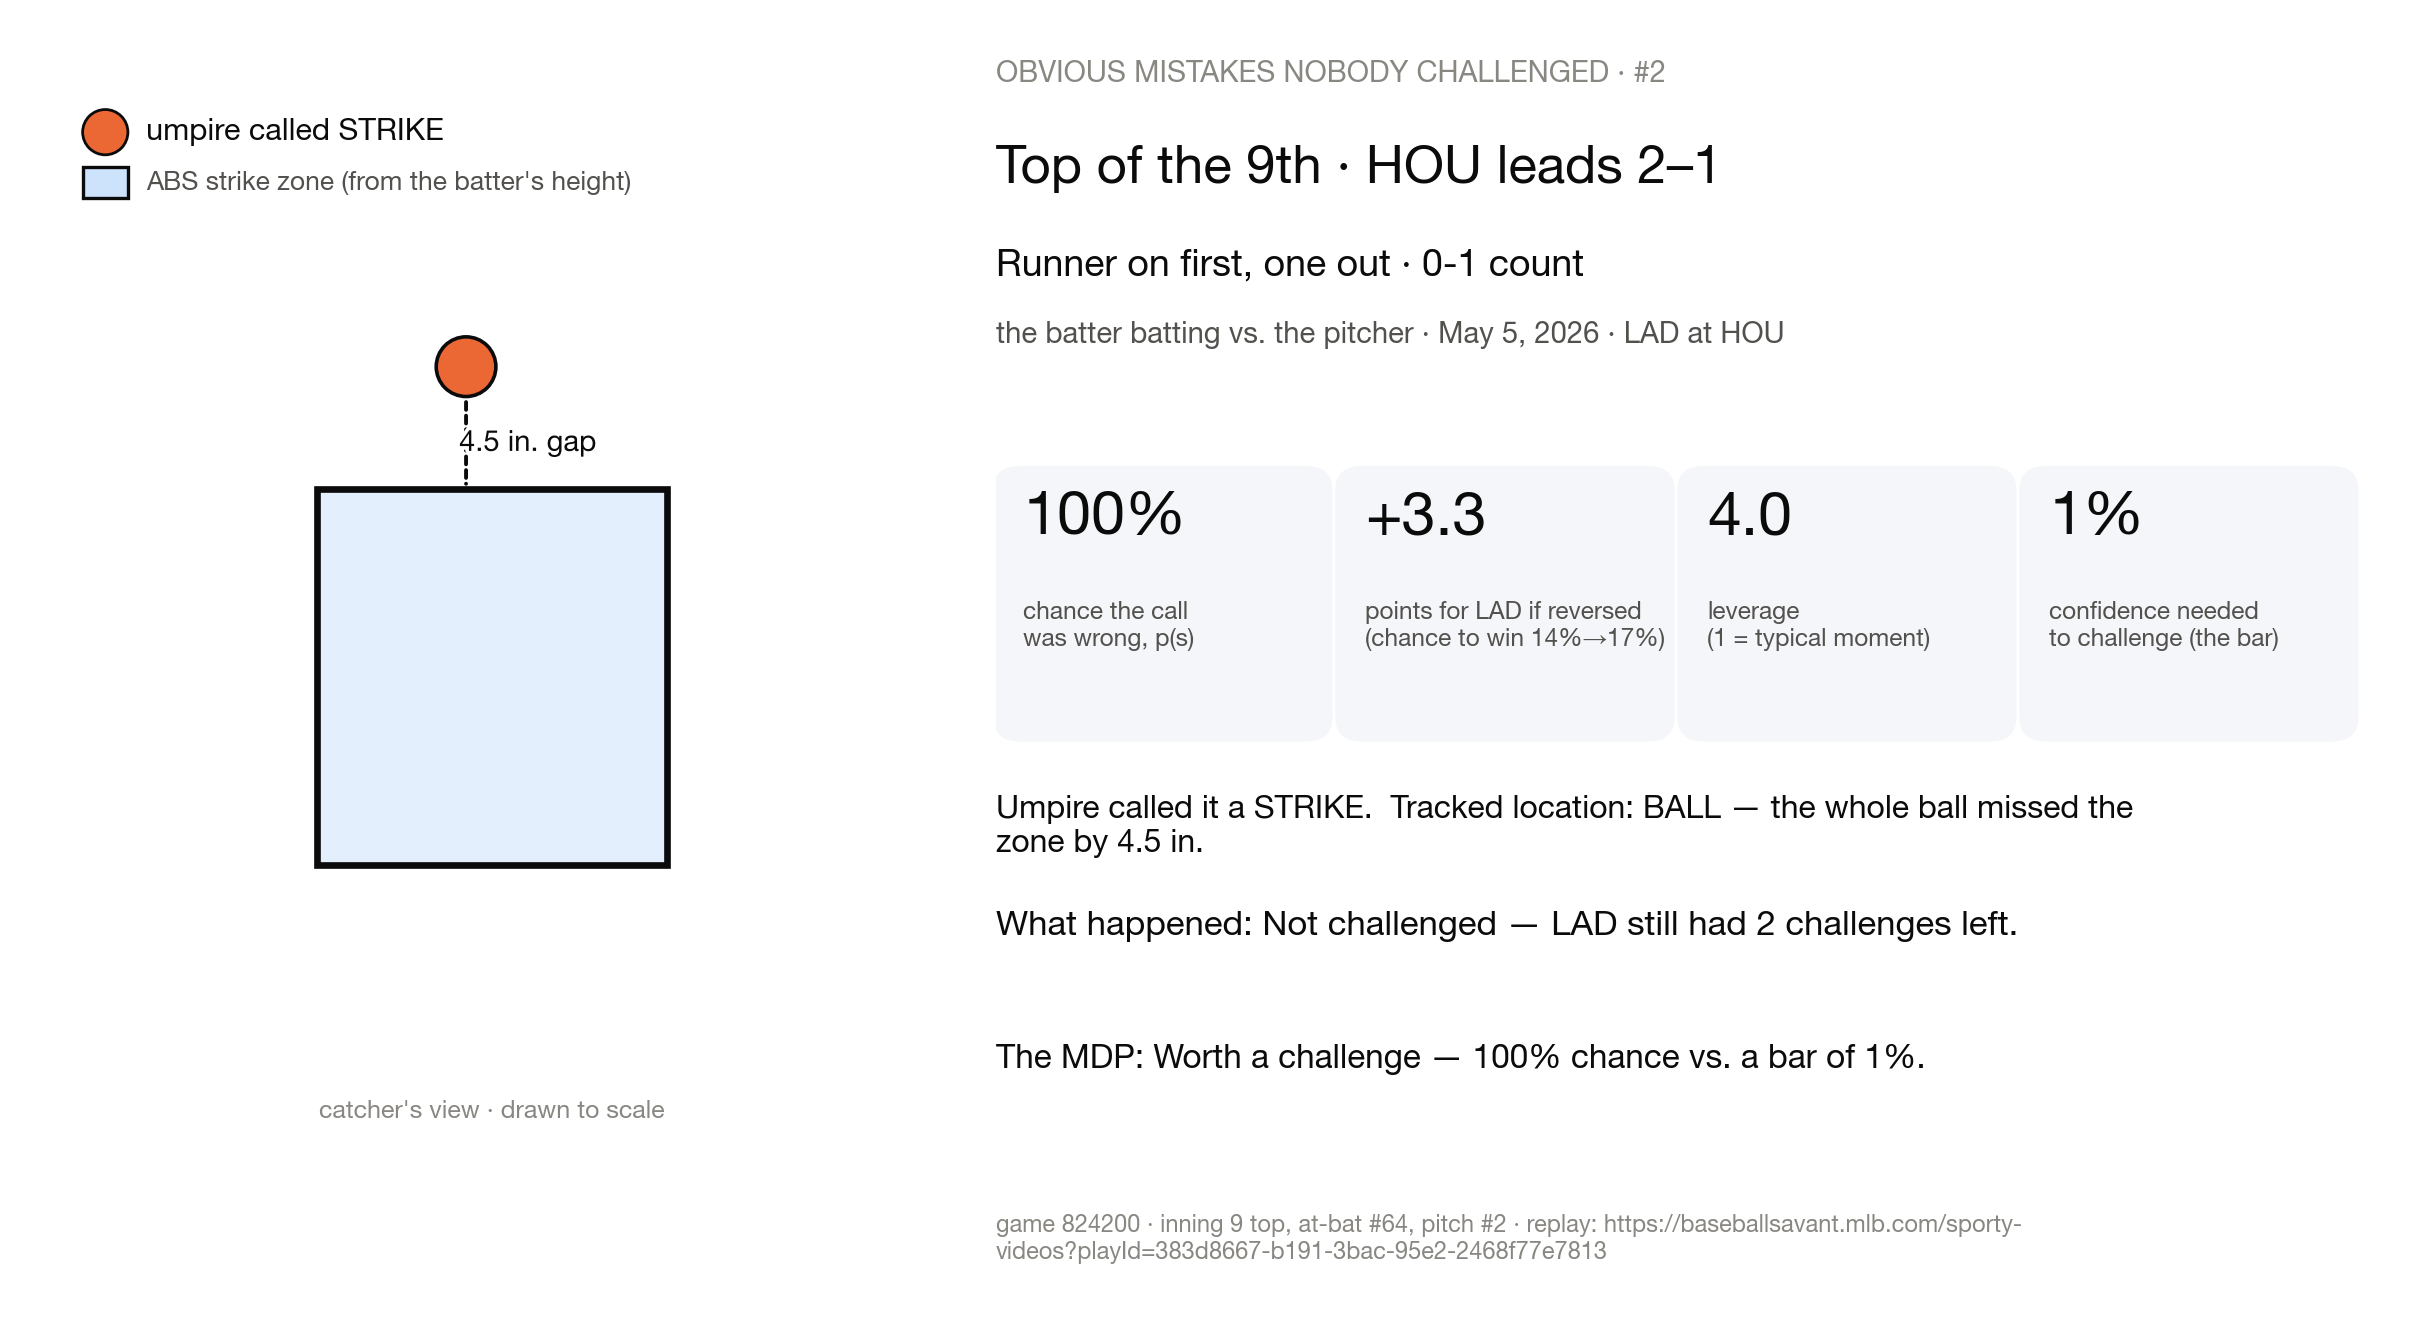 umpire called STRIKE
ABS strike zone (from the batter's height)
4.5 in. gap
catcher's view · drawn to scale
OBVIOUS MISTAKES NOBODY CHALLENGED · #2
Top of the 9th · HOU leads 2–1
Runner on first, one out · 0-1 count
the batter batting vs. the pitcher · May 5, 2026 · LAD at HOU
100%
chance the call
was wrong, p(s)
+3.3
points for LAD if reversed
(chance to win 14%→17%)
4.0
leverage
(1 = typical moment)
1%
confidence needed
to challenge (the bar)
Umpire called it a STRIKE.  Tracked location: BALL — the whole ball missed the
zone by 4.5 in.
What happened: Not challenged — LAD still had 2 challenges left.
The MDP: Worth a challenge — 100% chance vs. a bar of 1%.
game 824200 · inning 9 top, at-bat #64, pitch #2 · replay: https://baseballsavant.mlb.com/sporty-
videos?playId=383d8667-b191-3bac-95e2-2468f77e7813